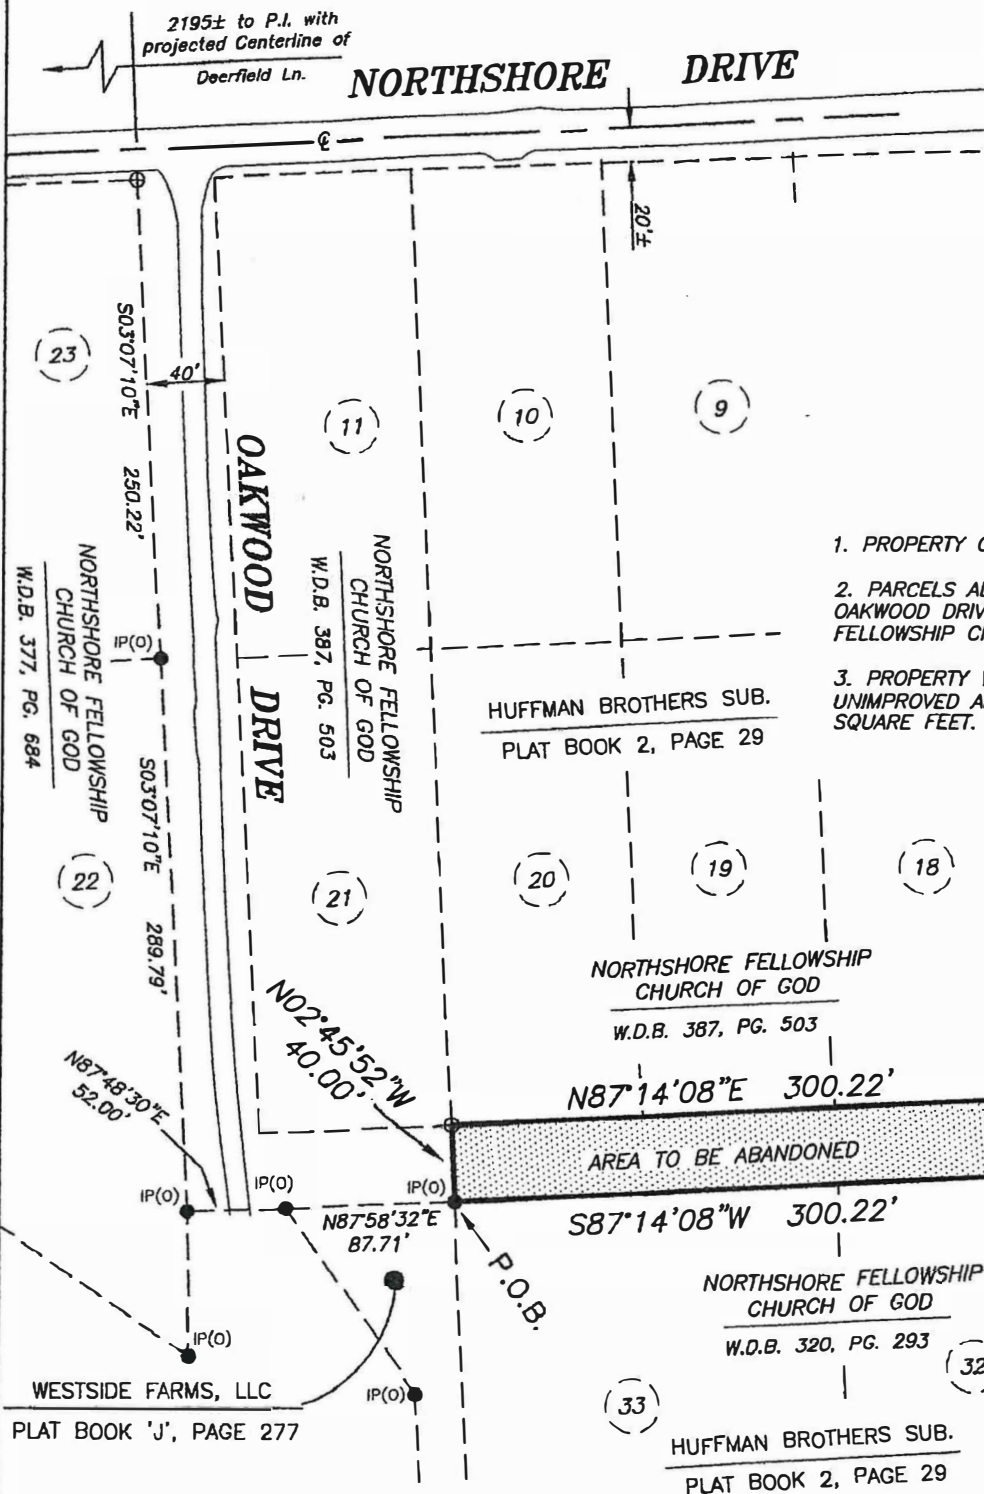 2195± to P.I. with
projected Centerline of
Deerfield Ln.
NORTHSHORE DRIVE
℄
20'±
23
S03°07'10"E 250.22'
40'
11
10
9
OAKWOOD DRIVE
NORTHSHORE FELLOWSHIP
CHURCH OF GOD
W.D.B. 377, PG. 684
NORTHSHORE FELLOWSHIP
CHURCH OF GOD
W.D.B. 387, PG. 503
IP(O)
1. PROPERTY
2. PARCELS
OAKWOOD
FELLOWSHIP
3. PROPERTY
UNIMPROVED
SQUARE FEET.
HUFFMAN BROTHERS SUB.
PLAT BOOK 2, PAGE 29
S03°07'10"E 289.79'
22
21
20
19
18
NORTHSHORE FELLOWSHIP
CHURCH OF GOD
W.D.B. 387, PG. 503
N02°45'52"W
40.00'
N87°48'30"E
52.00'
N87°14'08"E 300.22'
AREA TO BE ABANDONED
IP(O)
IP(O)
IP(O)
N87°58'32"E
87.71'
S87°14'08"W 300.22'
P.O.B.
NORTHSHORE FELLOWSHIP
CHURCH OF GOD
W.D.B. 320, PG. 293
IP(O)
WESTSIDE FARMS, LLC
PLAT BOOK 'J', PAGE 277
IP(O)
33
32
HUFFMAN BROTHERS SUB.
PLAT BOOK 2, PAGE 29